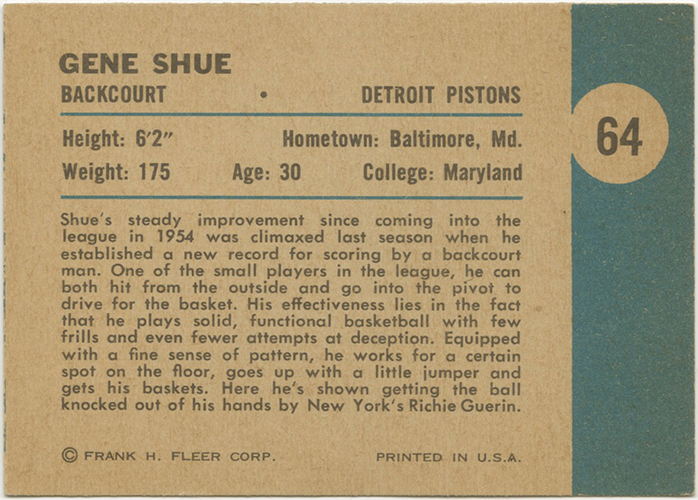 GENE SHUE
BACKCOURT • DETROIT PISTONS
Height: 6'2" Hometown: Baltimore, Md.
Weight: 175 Age: 30 College: Maryland
64
Shue's steady improvement since coming into the
league in 1954 was climaxed last season when he
established a new record for scoring by a backcourt
man. One of the small players in the league, he can
both hit from the outside and go into the pivot to
drive for the basket. His effectiveness lies in the fact
that he plays solid, functional basketball with few
frills and even fewer attempts at deception. Equipped
with a fine sense of pattern, he works for a certain
spot on the floor, goes up with a little jumper and
gets his baskets. Here he's shown getting the ball
knocked out of his hands by New York's Richie Guerin.
© FRANK H. FLEER CORP. PRINTED IN U.S.A.